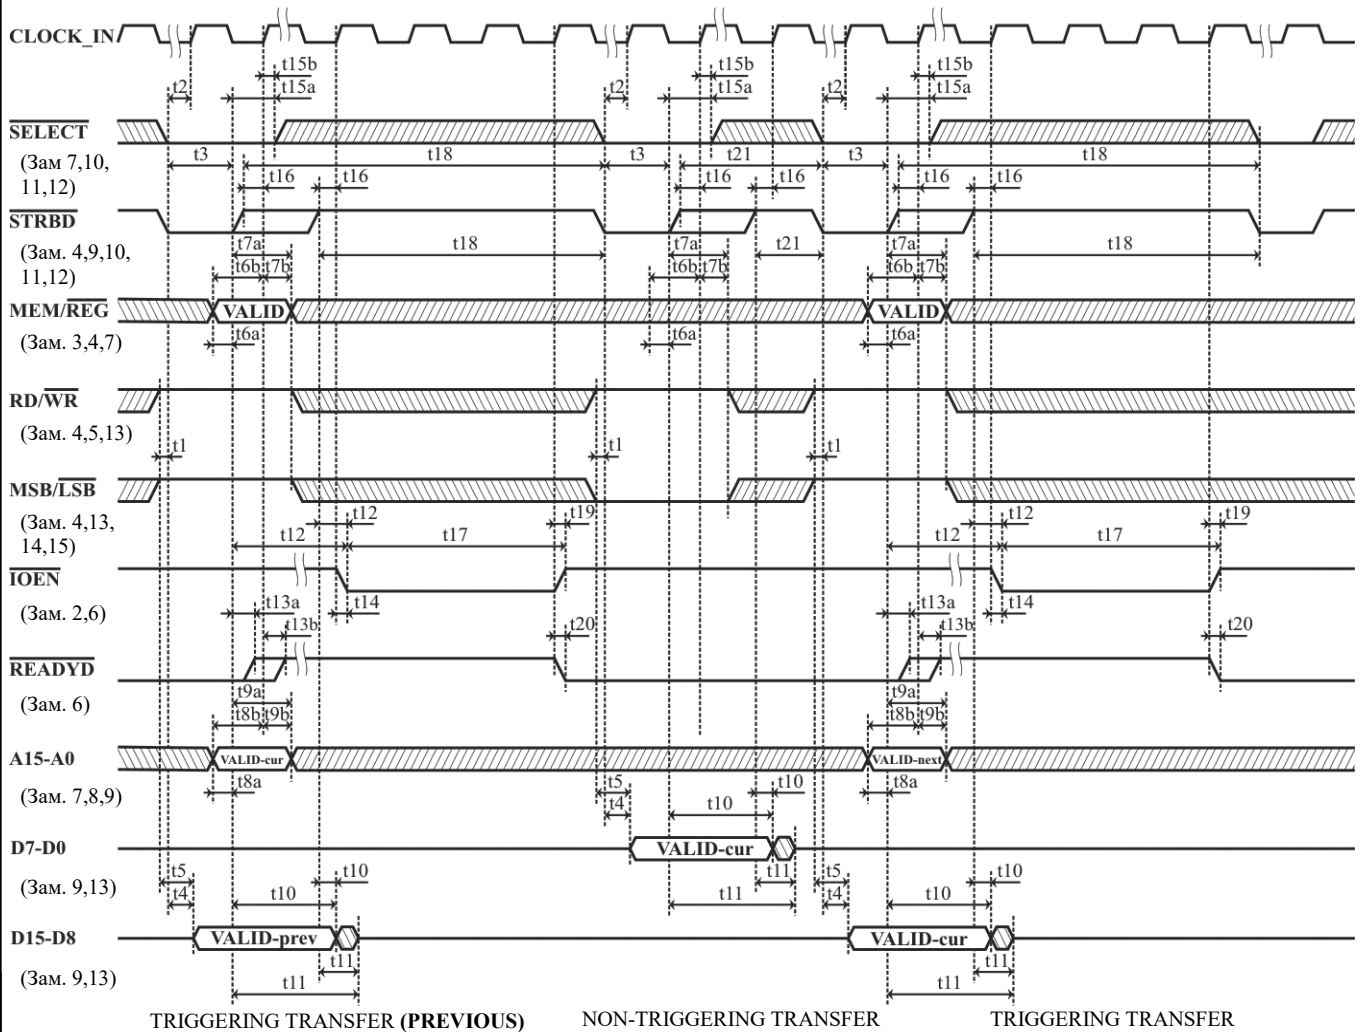 CLOCK_IN
t15b t15b t15b
t2 t15a t2 t15a t2 t15a
SELECT
(Зам 7,10,
11,12)
t3 t18 t3 t21 t3 t18
t16 t16 t16 t16 t16 t16
STRBD
(Зам. 4,9,10,
11,12)
t7a t18 t7a t21 t7a t18
t6b t7b t6b t7b t6b t7b
MEM/REG VALID VALID
(Зам. 3,4,7)
t6a t6a t6a
RD/WR
(Зам. 4,5,13)
t1 t1 t1
MSB/LSB
(Зам. 4,13,
14,15)
t12 t19 t12 t19
t12 t17 t12 t17
IOEN
(Зам. 2,6)
t13a t14 t13a t14
t13b t20 t13b t20
READYD
(Зам. 6)
t9a t9a
t8b t9b t8b t9b
A15-A0 VALID-cur VALID-next
(Зам. 7,8,9)
t8a t5 t10 t8a
t4 t10
D7-D0 VALID-cur
(Зам. 9,13)
t5 t10 t11 t5 t10
t4 t10 t11 t4 t10
D15-D8 VALID-prev VALID-cur
(Зам. 9,13)
t11 t11
t11 t11
TRIGGERING TRANSFER (PREVIOUS) NON-TRIGGERING TRANSFER TRIGGERING TRANSFER